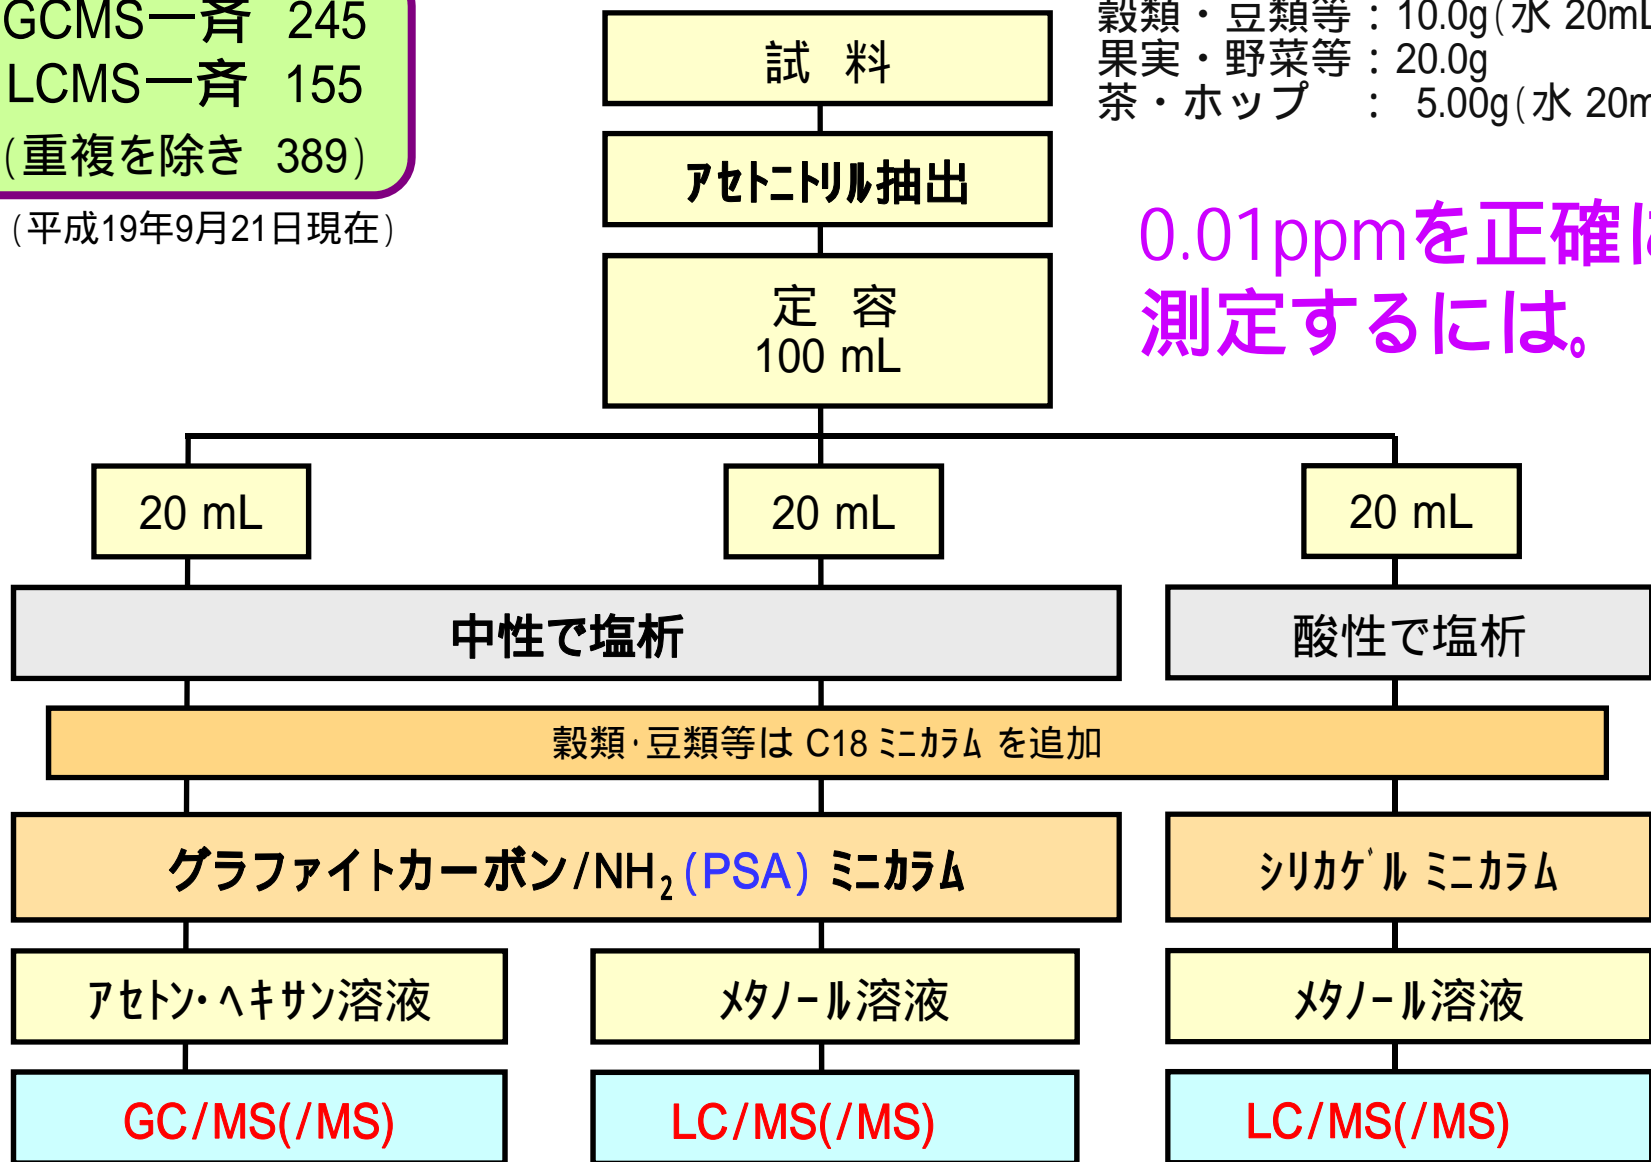 GCMS一斉 245
LCMS一斉 155
(重複を除き 389)
(平成19年9月21日現在)
試 料
穀類・豆類等：10.0g(水 20mL
果実・野菜等：20.0g
茶・ホップ ： 5.00g(水 20m
アセトニトリル抽出
0.01ppmを正確に
測定するには。
定 容
100 mL
20 mL
20 mL
20 mL
中性で塩析
酸性で塩析
穀類・豆類等は C18 ミニカラム を追加
グラファイトカーボン/NH₂(PSA) ミニカラム
シリカゲル ミニカラム
アセトン・ヘキサン溶液
メタノール溶液
メタノール溶液
GC/MS(/MS)
LC/MS(/MS)
LC/MS(/MS)